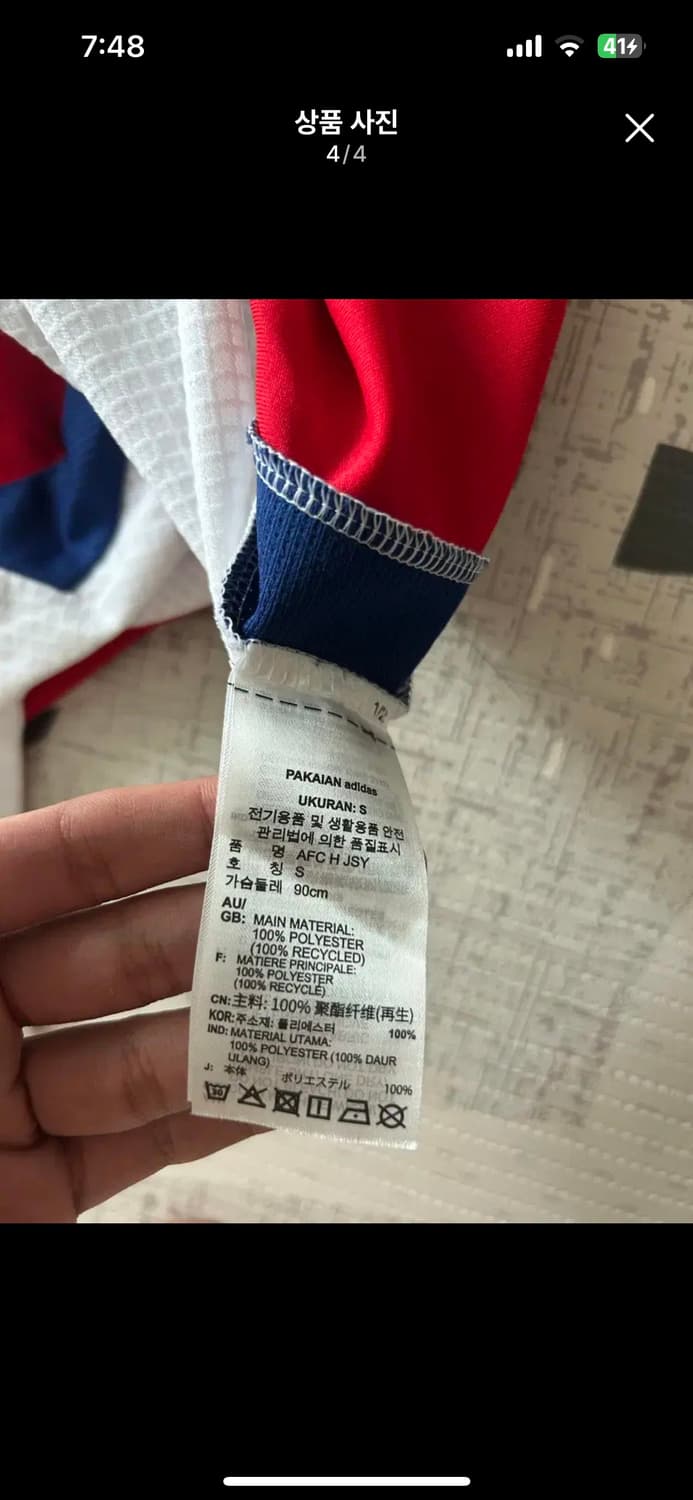 7:48
41
상품 사진
4/4
1/2
PAKAIAN adidas
UKURAN: S
전기용품 및 생활용품 안전
관리법에 의한 품질표시
품 명 AFC H JSY
호 칭 S
가슴둘레 90cm
AU/
GB: MAIN MATERIAL:
100% POLYESTER
(100% RECYCLED)
F: MATIERE PRINCIPALE:
100% POLYESTER
(100% RECYCLÉ)
CN:主料: 100% 聚酯纤维(再生)
KOR:주소재: 폴리에스터 100%
IND: MATERIAL UTAMA:
100% POLYESTER (100% DAUR
ULANG)
J: 本体 ポリエステル 100%
30